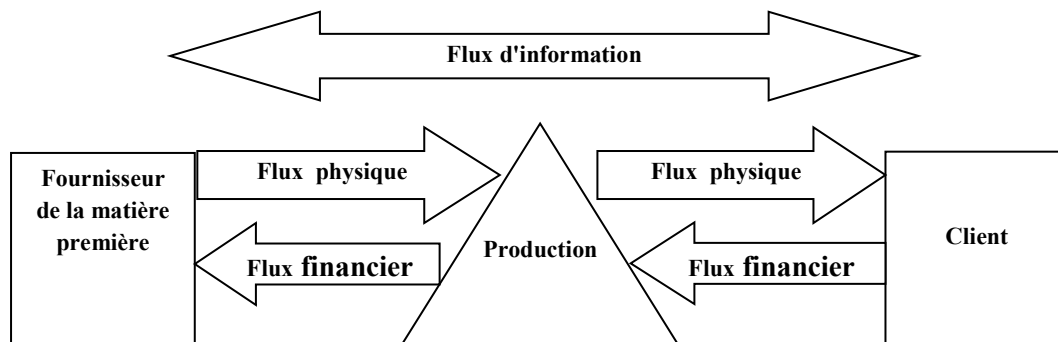 Flux d'information
Fournisseur
de la matière
première
Flux physique
Flux financier
Production
Flux physique
Flux financier
Client